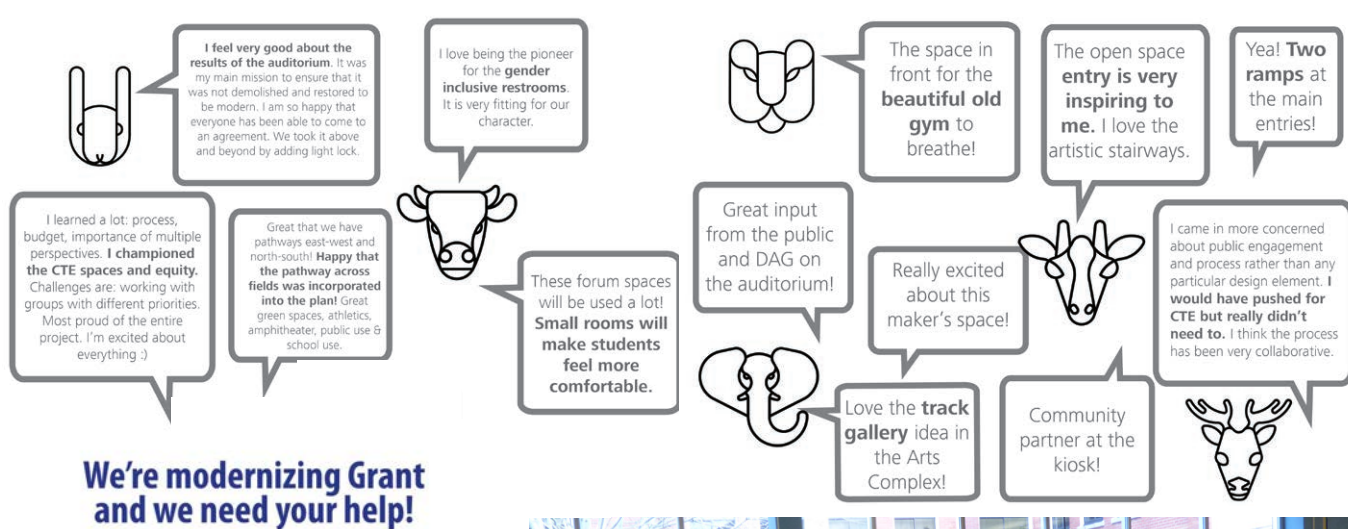 I feel very good about the
results of the auditorium. It was
my main mission to ensure that it
was not demolished and restored to
be modern. I am so happy that
everyone has been able to come to
an agreement. We took it above
and beyond by adding light lock.
I love being the pioneer
for the gender
inclusive restrooms.
It is very fitting for our
character.
I learned a lot: process,
budget, importance of multiple
perspectives. I championed
the CTE spaces and equity.
Challenges are: working with
groups with different priorities.
Most proud of the entire
project. I'm excited about
everything :)
Great that we have
pathways east-west and
north-south! Happy that
the pathway across
fields was incorporated
into the plan! Great
green spaces, athletics,
amphitheater, public use &
school use.
These forum spaces
will be used a lot!
Small rooms will
make students
feel more
comfortable.
The space in
front for the
beautiful old
gym to
breathe!
The open space
entry is very
inspiring to
me. I love the
artistic stairways.
Yea! Two
ramps at
the main
entries!
Great input
from the public
and DAG on
the auditorium!
Really excited
about this
maker's space!
I came in more concerned
about public engagement
and process rather than any
particular design element. I
would have pushed for
CTE but really didn't
need to. I think the process
has been very collaborative.
Love the track
gallery idea in
the Arts
Complex!
Community
partner at the
kiosk!
We're modernizing Grant
and we need your help!